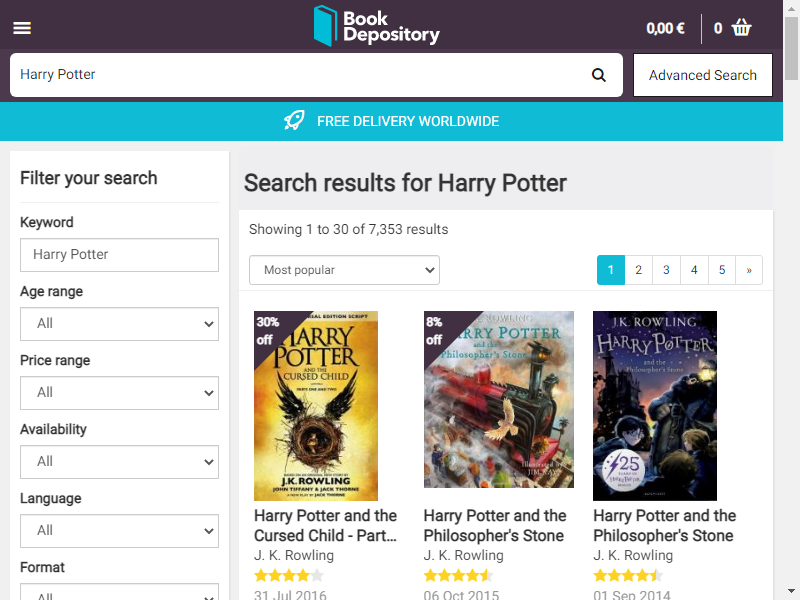 Book
Depository
0,00 €
0
Harry Potter
Advanced Search
FREE DELIVERY WORLDWIDE
Filter your search
Keyword
Harry Potter
Age range
All
Price range
All
Availability
All
Language
All
Format
All
Search results for Harry Potter
Showing 1 to 30 of 7,353 results
Most popular
1
2
3
4
5
»
30%
off
EDITION SCRIPT
HARRY
POTTER
AND THE
CURSED CHILD
PARTS ONE AND TWO
J.K. ROWLING
JOHN TIFFANY & JACK THORNE
A NEW PLAY BY JACK THORNE
8%
off
J.K. ROWLING
HARRY POTTER
and the
Philosopher's Stone
Illustrated by
JIM KAY
J.K. ROWLING
HARRY POTTER
and the
Philosopher's Stone
25
Harry Potter and the
Cursed Child - Part...
J. K. Rowling
31 Jul 2016
Harry Potter and the
Philosopher's Stone
J. K. Rowling
06 Oct 2015
Harry Potter and the
Philosopher's Stone
J. K. Rowling
01 Sep 2014